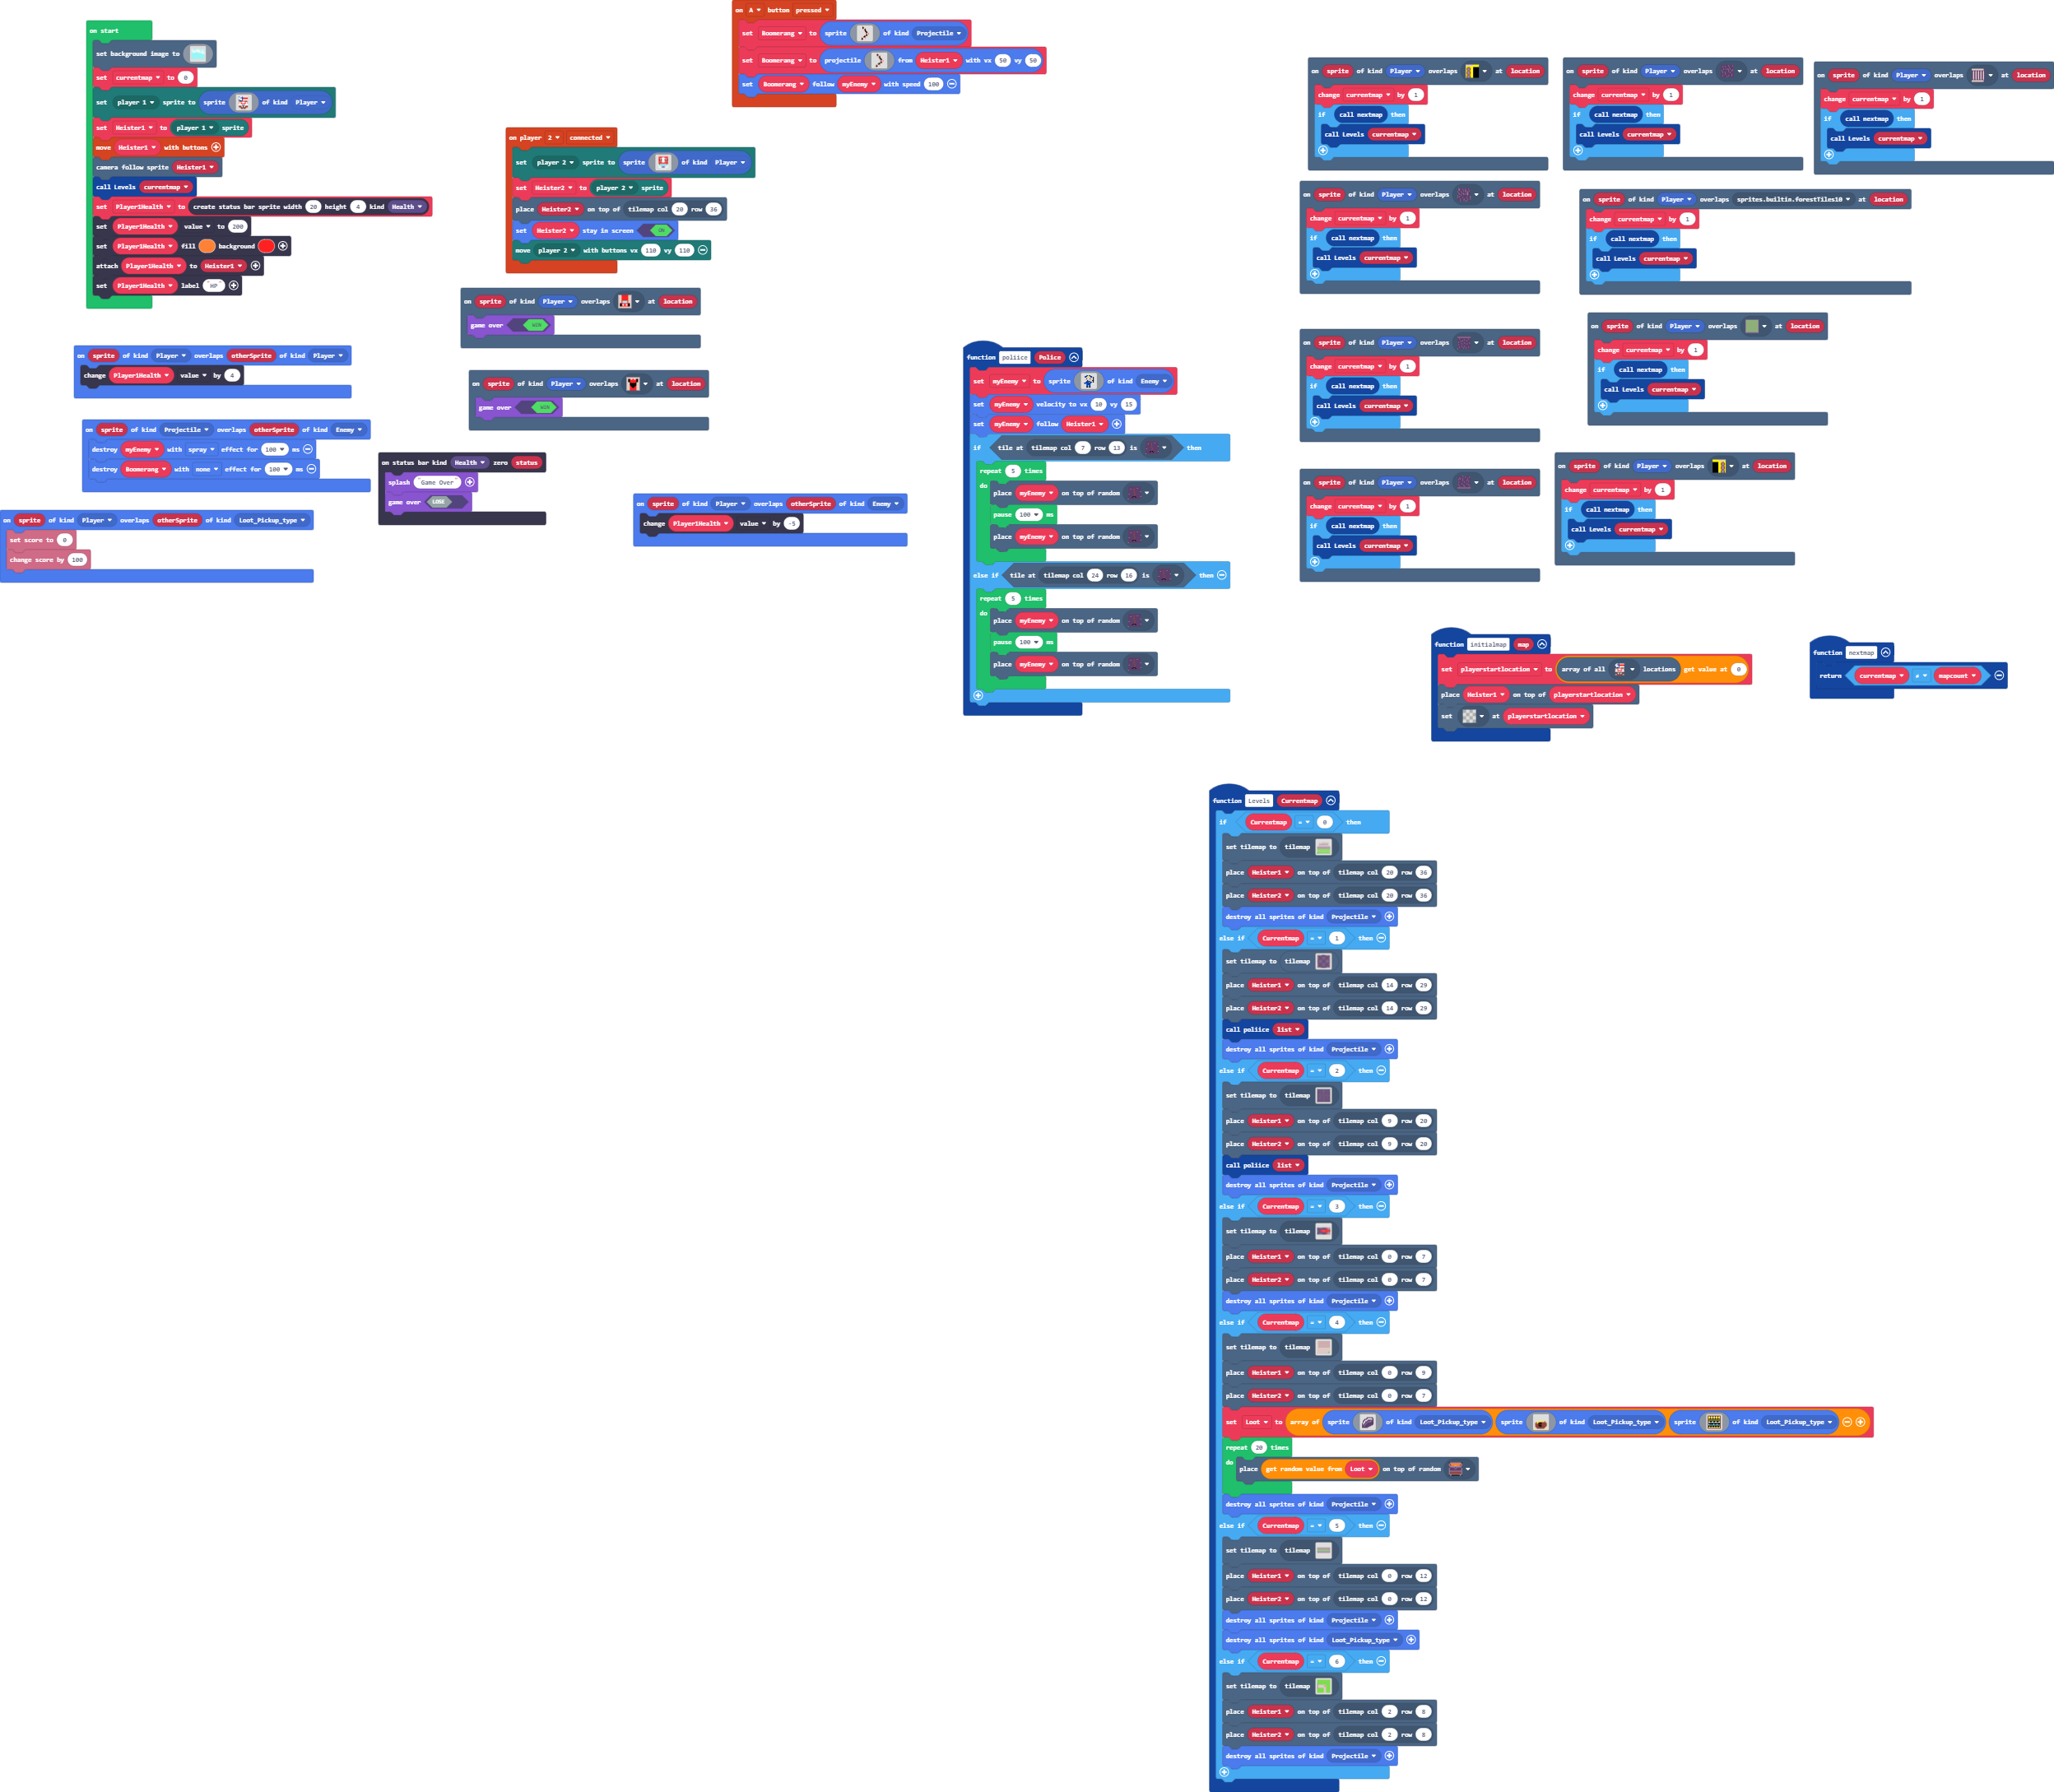 on start
set background image to
set currentmap to 0
set player 1 sprite to sprite of kind Player
set Heister1 to player 1 sprite
move Heister1 with buttons
camera follow sprite Heister1
call Levels currentmap
set Player1Health to create status bar sprite width 20 height 4 kind Health
set Player1Health value to 200
set Player1Health fill background
attach Player1Health to Heister1
set Player1Health label "HP"
on sprite of kind Player overlaps otherSprite of kind Player
change Player1Health value by 4
on sprite of kind Projectile overlaps otherSprite of kind Enemy
destroy myEnemy with spray effect for 100 ms
destroy Boomerang with none effect for 100 ms
on sprite of kind Player overlaps otherSprite of kind Loot_Pickup_type
set score to 0
change score by 100
on A button pressed
set Boomerang to sprite of kind Projectile
set Boomerang to projectile from Heister1 with vx 50 vy 50
set Boomerang follow myEnemy with speed 100
on player 2 connected
set player 2 sprite to sprite of kind Player
set Heister2 to player 2 sprite
place Heister2 on top of tilemap col 20 row 36
set Heister2 stay in screen ON
move player 2 with buttons vx 110 vy 110
on sprite of kind Player overlaps at location
game over WIN
on sprite of kind Player overlaps at location
game over WIN
on status bar kind Health zero status
splash "Game Over"
game over LOSE
on sprite of kind Player overlaps otherSprite of kind Enemy
change Player1Health value by -5
function poliice Police
set myEnemy to sprite of kind Enemy
set myEnemy velocity to vx 10 vy 15
set myEnemy follow Heister1
if tile at tilemap col 7 row 13 is then
repeat 5 times
do
place myEnemy on top of random
pause 100 ms
place myEnemy on top of random
else if tile at tilemap col 24 row 16 is then
repeat 5 times
do
place myEnemy on top of random
pause 100 ms
place myEnemy on top of random
on sprite of kind Player overlaps at location
change currentmap by 1
if call nextmap then
call Levels currentmap
on sprite of kind Player overlaps at location
change currentmap by 1
if call nextmap then
call Levels currentmap
on sprite of kind Player overlaps at location
change currentmap by 1
if call nextmap then
call Levels currentmap
on sprite of kind Player overlaps at location
change currentmap by 1
if call nextmap then
call Levels currentmap
on sprite of kind Player overlaps sprites.builtin.forestTiles10 at location
change currentmap by 1
if call nextmap then
call Levels currentmap
on sprite of kind Player overlaps at location
change currentmap by 1
if call nextmap then
call Levels currentmap
on sprite of kind Player overlaps at location
change currentmap by 1
if call nextmap then
call Levels currentmap
on sprite of kind Player overlaps at location
change currentmap by 1
if call nextmap then
call Levels currentmap
on sprite of kind Player overlaps at location
change currentmap by 1
if call nextmap then
call Levels currentmap
function initialmap map
set playerstartlocation to array of all locations get value at 0
place Heister1 on top of playerstartlocation
set at playerstartlocation
function nextmap
return currentmap ≠ mapcount
function Levels Currentmap
if Currentmap = 0 then
set tilemap to tilemap
place Heister1 on top of tilemap col 20 row 36
place Heister2 on top of tilemap col 20 row 36
destroy all sprites of kind Projectile
else if Currentmap = 1 then
set tilemap to tilemap
place Heister1 on top of tilemap col 14 row 29
place Heister2 on top of tilemap col 14 row 29
call poliice list
destroy all sprites of kind Projectile
else if Currentmap = 2 then
set tilemap to tilemap
place Heister1 on top of tilemap col 9 row 20
place Heister2 on top of tilemap col 9 row 20
call poliice list
destroy all sprites of kind Projectile
else if Currentmap = 3 then
set tilemap to tilemap
place Heister1 on top of tilemap col 0 row 7
place Heister2 on top of tilemap col 0 row 7
destroy all sprites of kind Projectile
else if Currentmap = 4 then
set tilemap to tilemap
place Heister1 on top of tilemap col 0 row 9
place Heister2 on top of tilemap col 0 row 7
set Loot to array of sprite of kind Loot_Pickup_type sprite of kind Loot_Pickup_type sprite of kind Loot_Pickup_type
repeat 20 times
do
place get random value from Loot on top of random
destroy all sprites of kind Projectile
else if Currentmap = 5 then
set tilemap to tilemap
place Heister1 on top of tilemap col 0 row 12
place Heister2 on top of tilemap col 0 row 12
destroy all sprites of kind Projectile
destroy all sprites of kind Loot_Pickup_type
else if Currentmap = 6 then
set tilemap to tilemap
place Heister1 on top of tilemap col 2 row 8
place Heister2 on top of tilemap col 2 row 8
destroy all sprites of kind Projectile